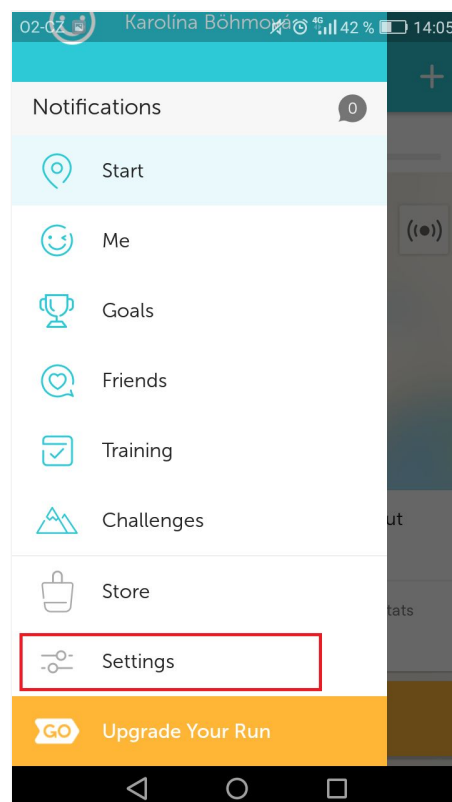 02-CZ 4G 42 % 14:05
Karolína Böhmová
Notifications 0
Start
Me
Goals
Friends
Training
Challenges
ut
Store
tats
Settings
GO Upgrade Your Run